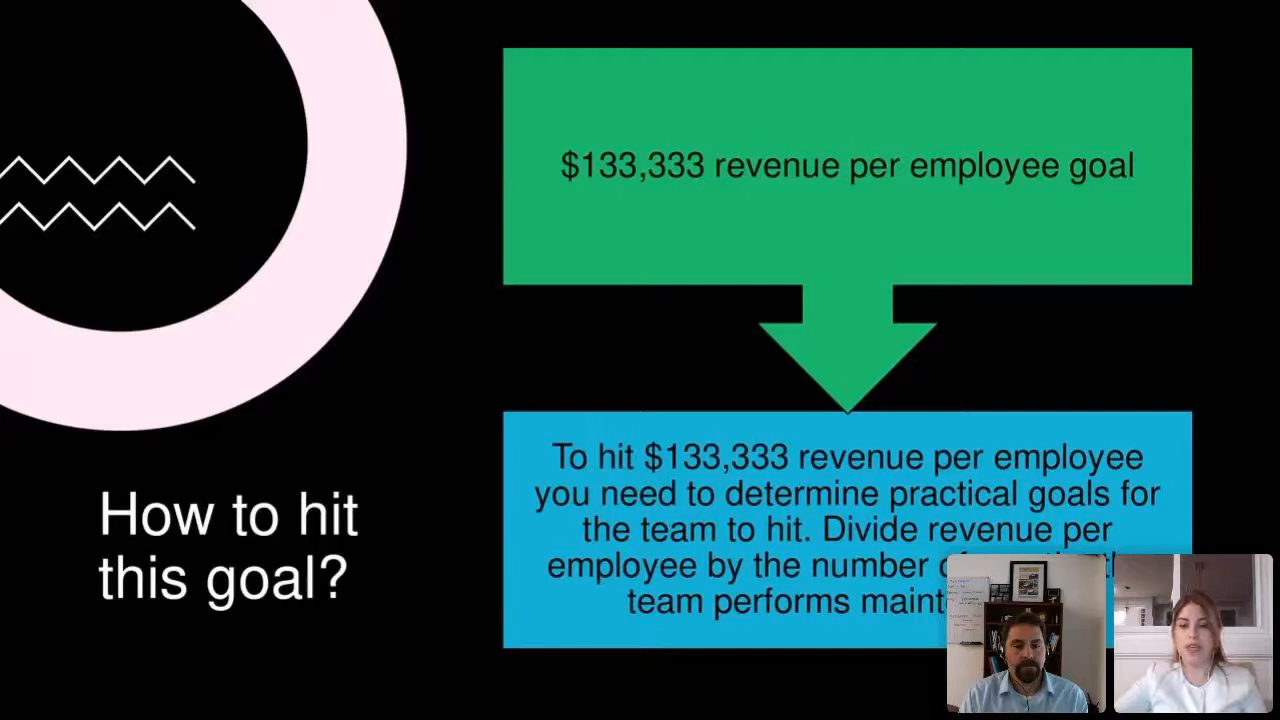 $133,333 revenue per employee goal
To hit $133,333 revenue per employee
you need to determine practical goals for
the team to hit. Divide revenue per
employee by the number
team performs
How to hit
this goal?